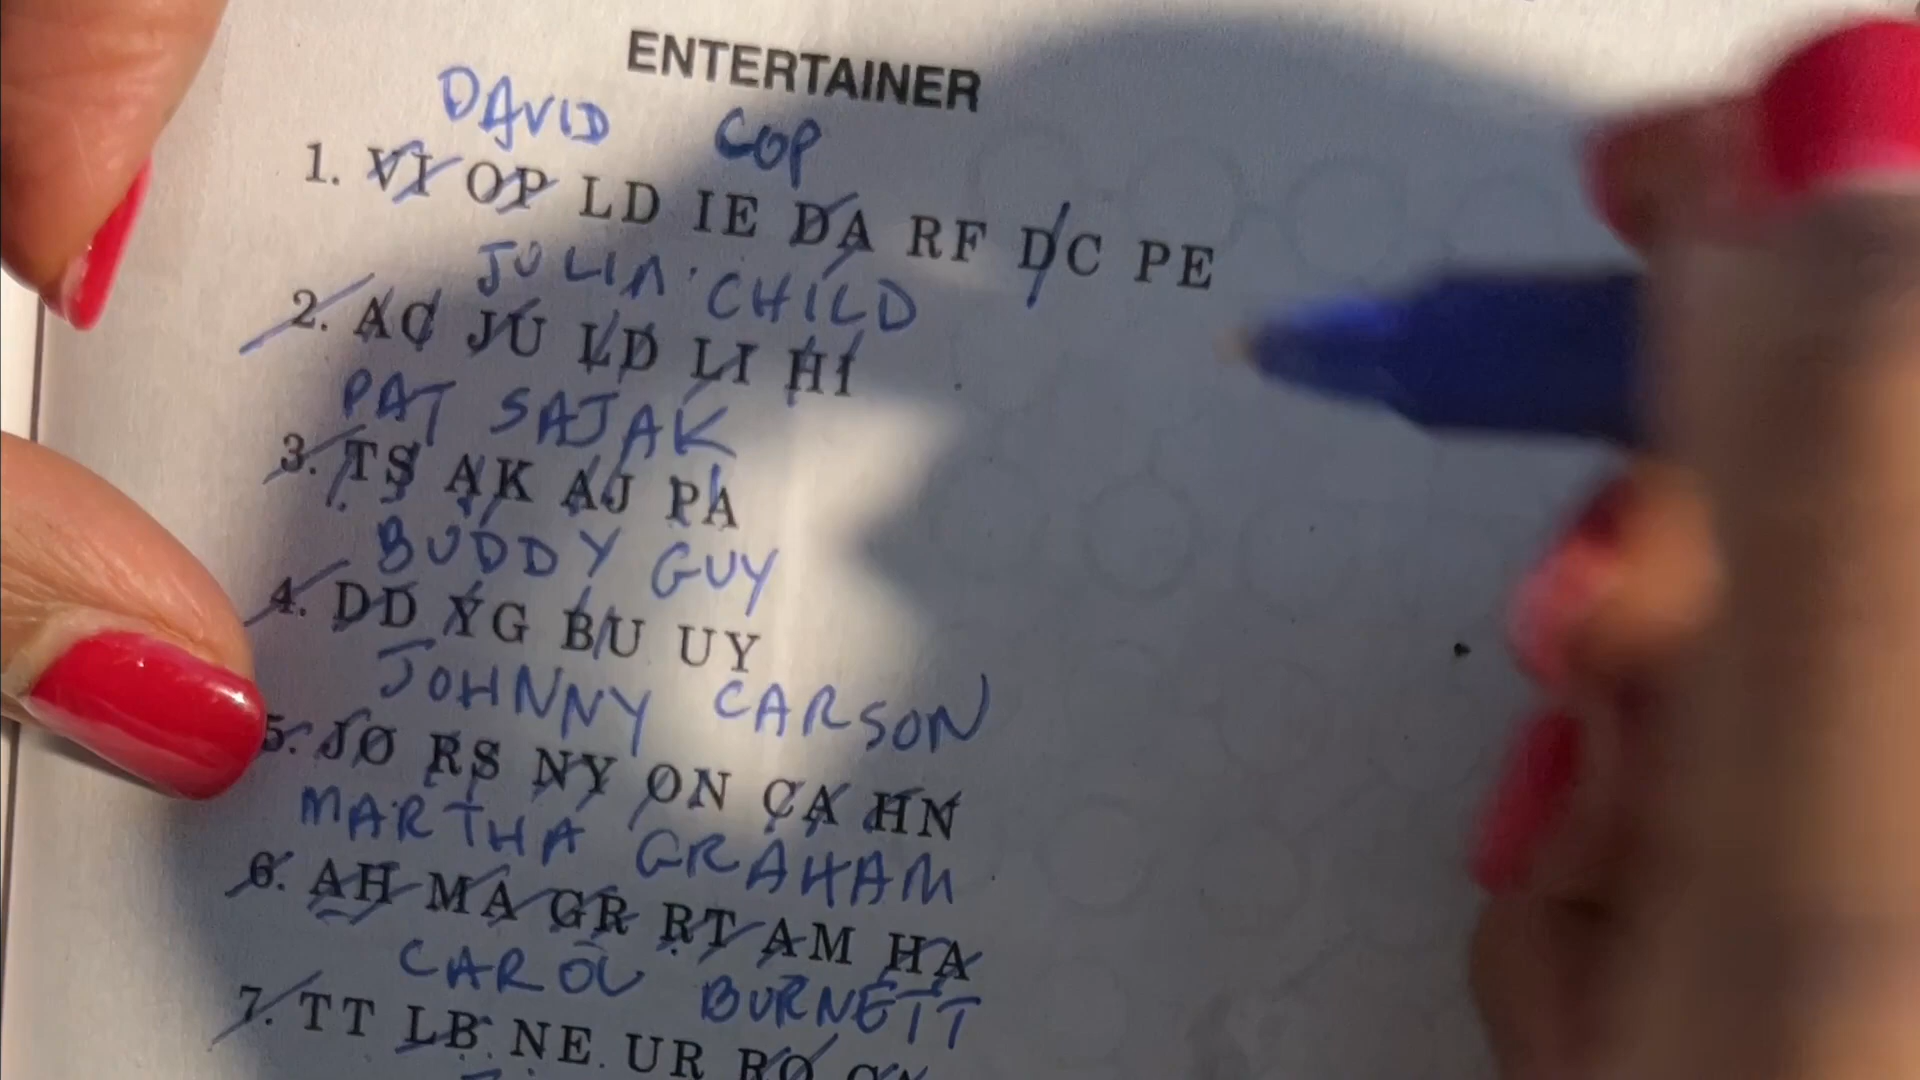 ENTERTAINER
DAVID COP
1. VI OP LD IE DA RF DC PE
JULIA CHILD
2. AC JU LD LI HI
PAT SAJAK
3. TS AK AJ PA
BUDDY GUY
4. DD YG BU UY
JOHNNY CARSON
5. JO RS NY ON CA HN
MARTHA GRAHAM
6. AH MA GR RT AM HA
CAROL BURNETT
7. TT LB NE UR RO CA